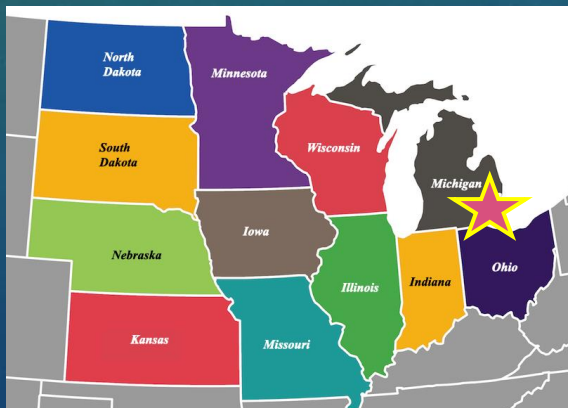 North
Dakota
Minnesota
South
Dakota
Wisconsin
Michigan
Iowa
Nebraska
Illinois
Indiana
Ohio
Kansas
Missouri